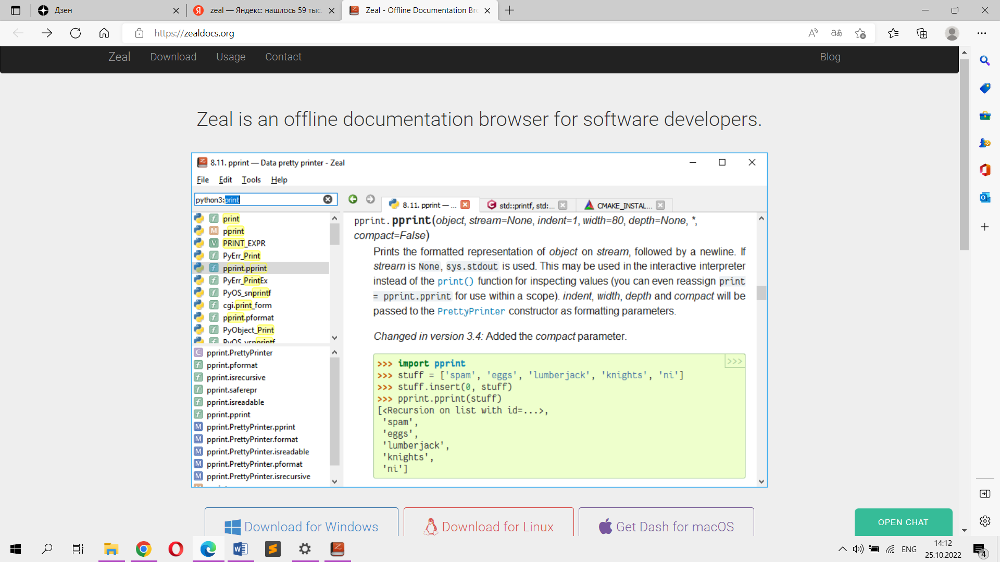 Дзен
zeal — Яндекс: нашлось 59 тыс.
Zeal - Offline Documentation Bro
https://zealdocs.org
Zeal
Download
Usage
Contact
Blog
Zeal is an offline documentation browser for software developers.
8.11. pprint — Data pretty printer - Zeal
File Edit Tools Help
python3:print
8.11. pprint — ...
std::printf, std:...
CMAKE_INSTAL...
print
pprint
PRINT_EXPR
PyErr_Print
pprint.pprint
PyErr_PrintEx
PyOS_snprintf
cgi.print_form
pprint.pformat
PyObject_Print
PyOS_vsnprintf
pprint.PrettyPrinter
pprint.pformat
pprint.isrecursive
pprint.saferepr
pprint.isreadable
pprint.pprint
pprint.PrettyPrinter.pprint
pprint.PrettyPrinter.format
pprint.PrettyPrinter.isreadable
pprint.PrettyPrinter.pformat
pprint.PrettyPrinter.isrecursive
pprint.pprint(object, stream=None, indent=1, width=80, depth=None, *,
compact=False)
Prints the formatted representation of object on stream, followed by a newline. If
stream is None, sys.stdout is used. This may be used in the interactive interpreter
instead of the print() function for inspecting values (you can even reassign print
= pprint.pprint for use within a scope). indent, width, depth and compact will be
passed to the PrettyPrinter constructor as formatting parameters.
Changed in version 3.4: Added the compact parameter.
>>>
>>> import pprint
>>> stuff = ['spam', 'eggs', 'lumberjack', 'knights', 'ni']
>>> stuff.insert(0, stuff)
>>> pprint.pprint(stuff)
[<Recursion on list with id=...>,
'spam',
'eggs',
'lumberjack',
'knights',
'ni']
Download for Windows
Download for Linux
Get Dash for macOS
OPEN CHAT
ENG
14:12
25.10.2022
4